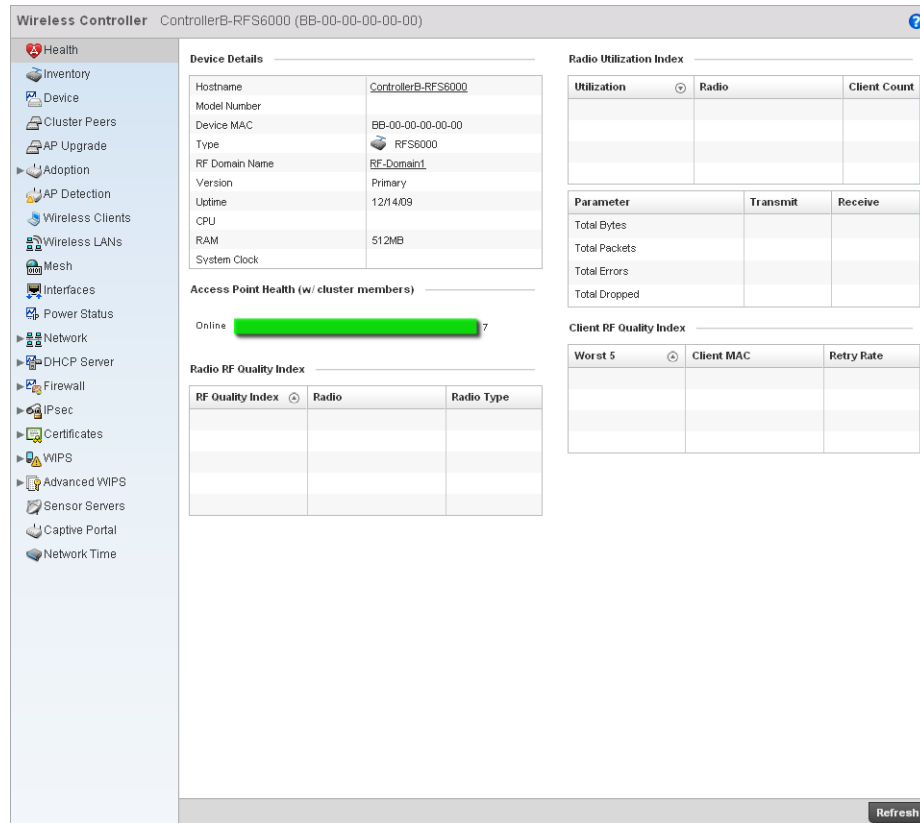 Wireless Controller ControllerB-RFS6000 (BB-00-00-00-00-00)
Health
Inventory
Device
Cluster Peers
AP Upgrade
Adoption
AP Detection
Wireless Clients
Wireless LANs
Mesh
Interfaces
Power Status
Network
DHCP Server
Firewall
IPsec
Certificates
WIPS
Advanced WIPS
Sensor Servers
Captive Portal
Network Time
Device Details
Hostname ControllerB-RFS6000
Model Number
Device MAC BB-00-00-00-00-00
Type RFS6000
RF Domain Name RF-Domain1
Version Primary
Uptime 12/14/09
CPU
RAM 512MB
System Clock
Access Point Health (w/ cluster members)
Online 7
Radio RF Quality Index
RF Quality Index Radio Radio Type
Radio Utilization Index
Utilization Radio Client Count
Parameter Transmit Receive
Total Bytes
Total Packets
Total Errors
Total Dropped
Client RF Quality Index
Worst 5 Client MAC Retry Rate
Refresh